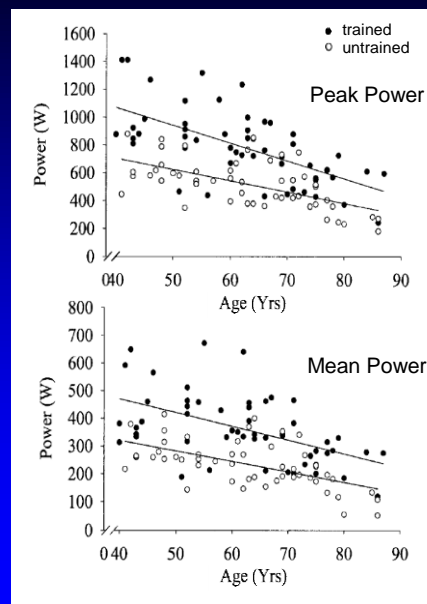 trained
untrained
Peak Power
Power (W)
1600
1400
1200
1000
800
600
400
200
0
040 50 60 70 80 90
Age (Yrs)
Mean Power
Power (W)
800
700
600
500
400
300
200
100
0
0 40 50 60 70 80 90
Age (Yrs)